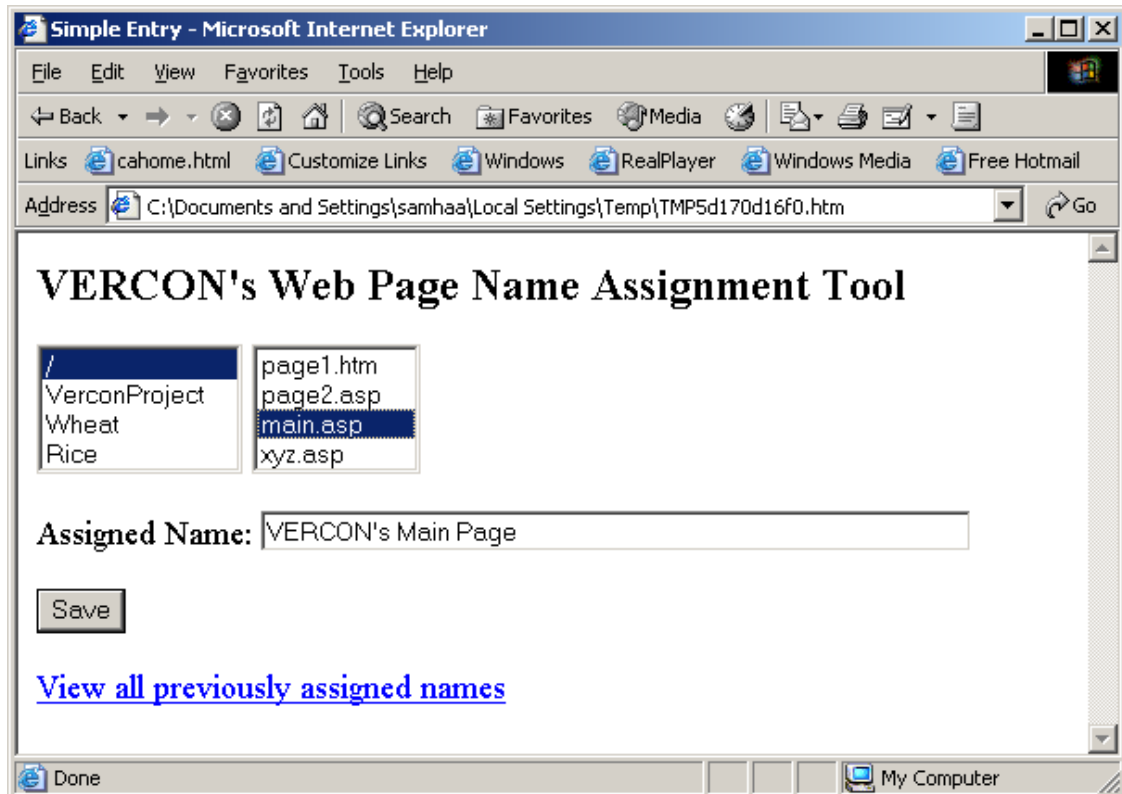 Simple Entry - Microsoft Internet Explorer
File Edit View Favorites Tools Help
Back Search Favorites Media
Links cahome.html Customize Links Windows RealPlayer Windows Media Free Hotmail
Address C:\Documents and Settings\samhaa\Local Settings\Temp\TMP5d170d16f0.htm Go
VERCON's Web Page Name Assignment Tool
/ page1.htm
VerconProject page2.asp
Wheat main.asp
Rice xyz.asp
Assigned Name: VERCON's Main Page
Save
View all previously assigned names
Done My Computer